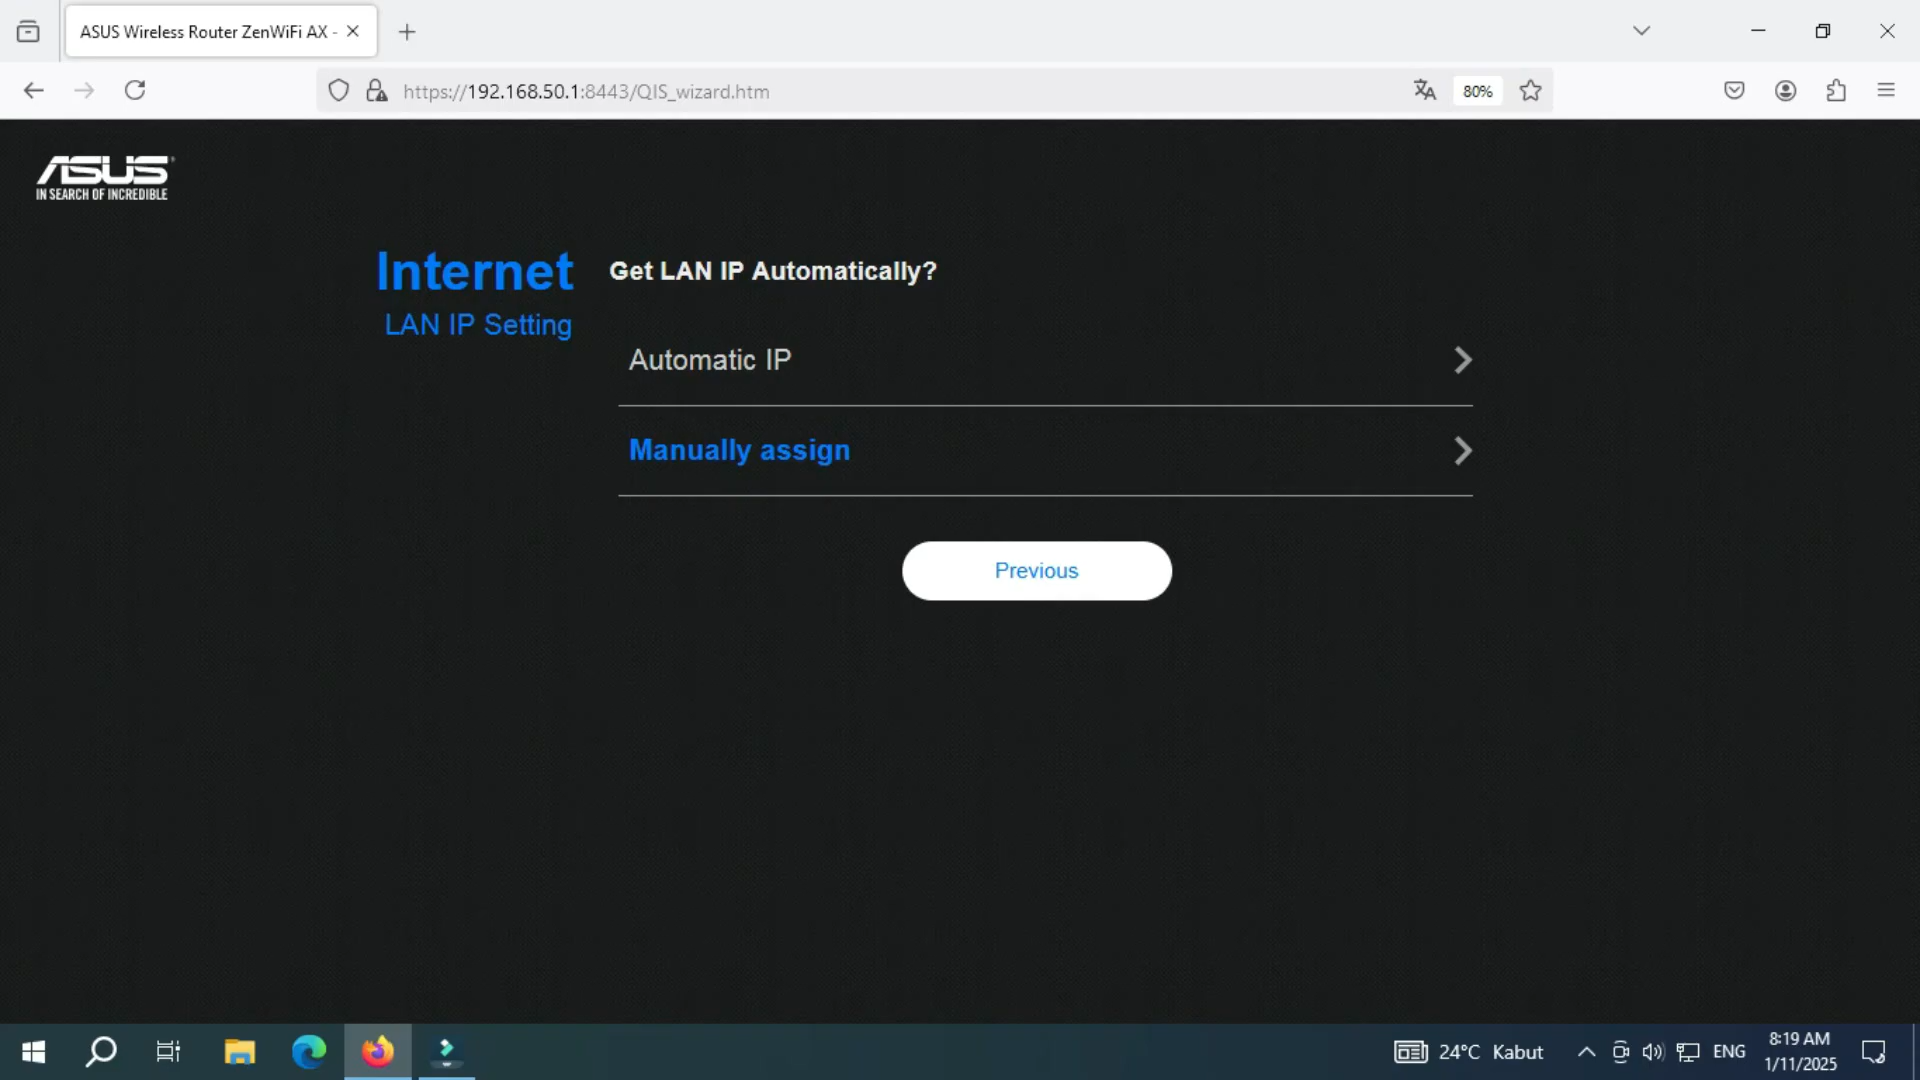 ASUS Wireless Router ZenWiFi AX -
https://192.168.50.1:8443/QIS_wizard.htm
80%
ASUS
IN SEARCH OF INCREDIBLE
Internet
LAN IP Setting
Get LAN IP Automatically?
Automatic IP
Manually assign
Previous
24°C Kabut
ENG
8:19 AM
1/11/2025